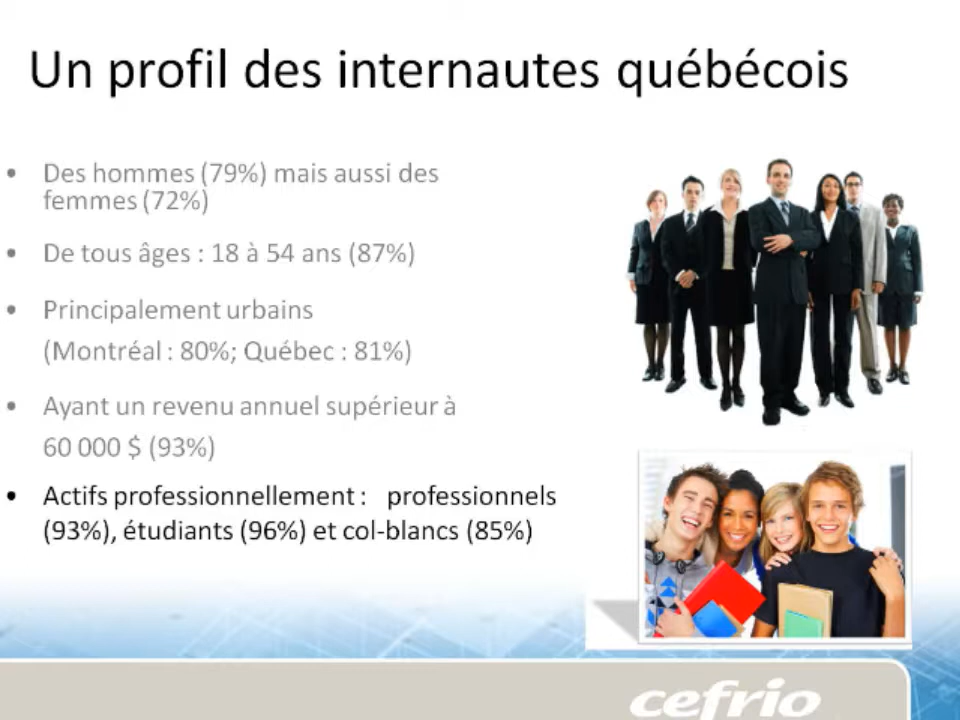 Un profil des internautes québécois
• Des hommes (79%) mais aussi des
femmes (72%)
• De tous âges : 18 à 54 ans (87%)
• Principalement urbains
(Montréal : 80%; Québec : 81%)
• Ayant un revenu annuel supérieur à
60 000 $ (93%)
• Actifs professionnellement : professionnels
(93%), étudiants (96%) et col-blancs (85%)
cefrio